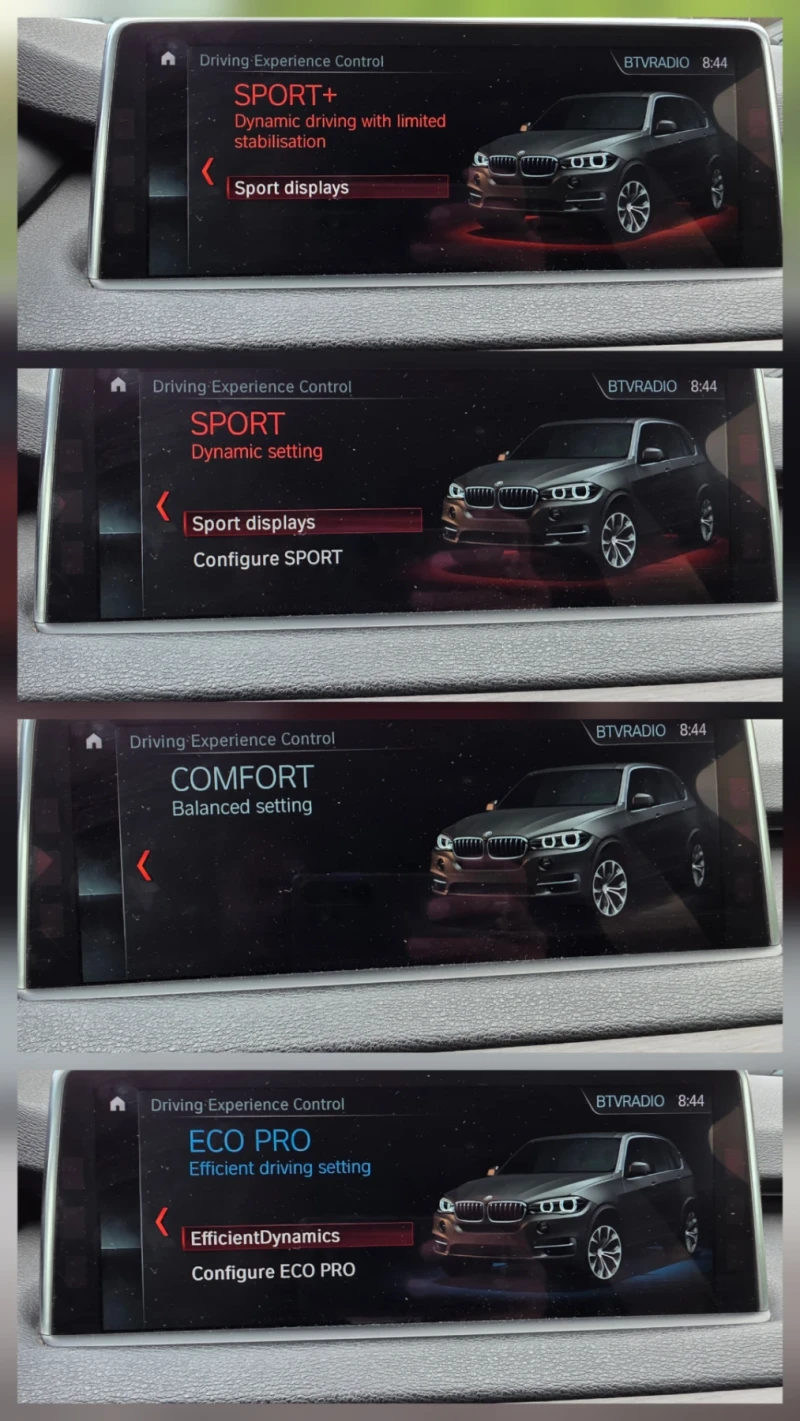 Driving Experience Control
BTVRADIO 8:44
SPORT+
Dynamic driving with limited
stabilisation
Sport displays
Driving Experience Control
BTVRADIO 8:44
SPORT
Dynamic setting
Sport displays
Configure SPORT
Driving Experience Control
BTVRADIO 8:44
COMFORT
Balanced setting
Driving Experience Control
BTVRADIO 8:44
ECO PRO
Efficient driving setting
EfficientDynamics
Configure ECO PRO